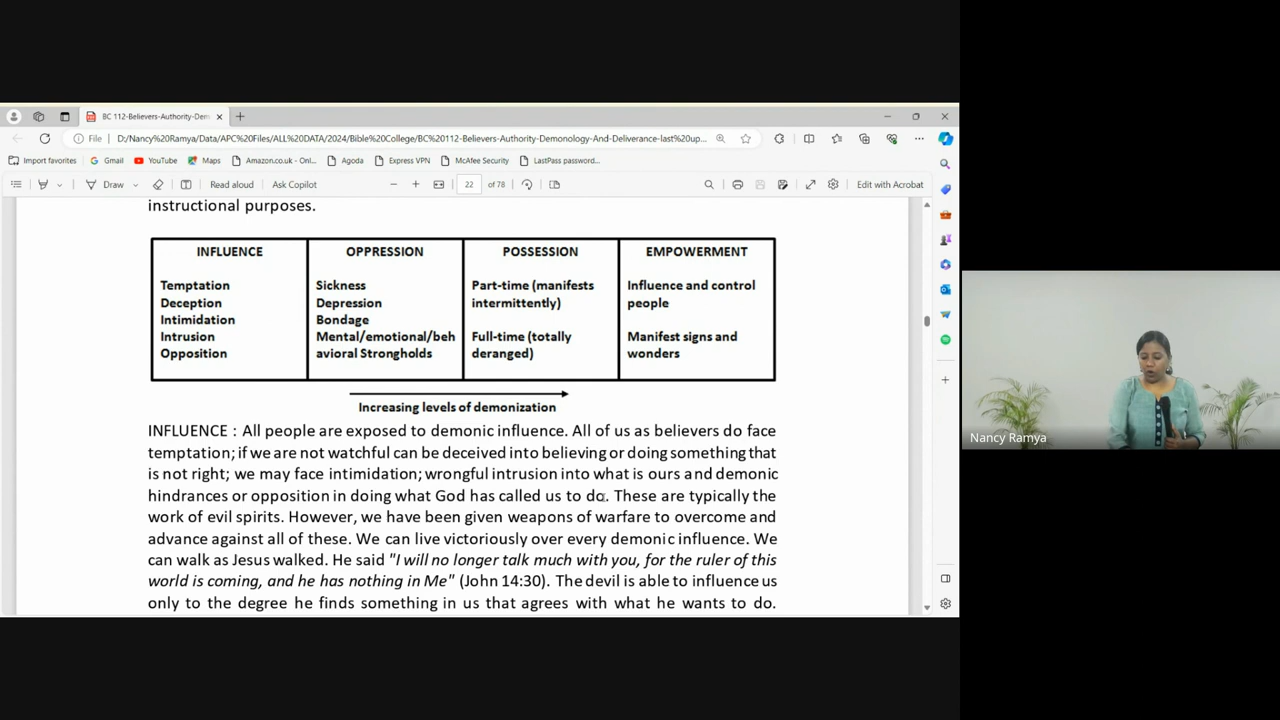 BC 112-Believers-Authority-Dem
File D:/Nancy%20Ramya/Data/APC%20Files/ALL%20DATA/2024/Bible%20College/BC%20112-Believers-Authority-Demonology-And-Deliverance-last%20up...
Import favorites Gmail YouTube Maps Amazon.co.uk - Onl... Agoda Express VPN McAfee Security LastPass password...
Draw Read aloud Ask Copilot 22 of 78 Edit with Acrobat
instructional purposes.
INFLUENCE
Temptation
Deception
Intimidation
Intrusion
Opposition
OPPRESSION
Sickness
Depression
Bondage
Mental/emotional/beh
avioral Strongholds
POSSESSION
Part-time (manifests
intermittently)
Full-time (totally
deranged)
EMPOWERMENT
Influence and control
people
Manifest signs and
wonders
Increasing levels of demonization
INFLUENCE : All people are exposed to demonic influence. All of us as believers do face
temptation; if we are not watchful can be deceived into believing or doing something that
is not right; we may face intimidation; wrongful intrusion into what is ours and demonic
hindrances or opposition in doing what God has called us to do. These are typically the
work of evil spirits. However, we have been given weapons of warfare to overcome and
advance against all of these. We can live victoriously over every demonic influence. We
can walk as Jesus walked. He said "I will no longer talk much with you, for the ruler of this
world is coming, and he has nothing in Me" (John 14:30). The devil is able to influence us
only to the degree he finds something in us that agrees with what he wants to do.
Nancy Ramya